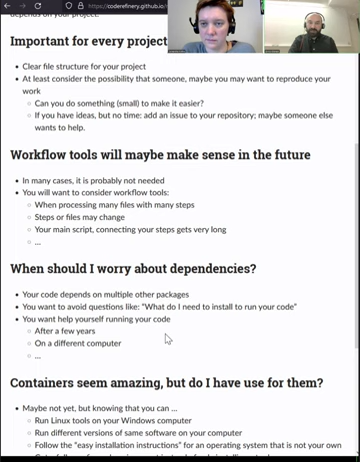 https://coderefinery.github.io/
depends on your project.
Important for every project
• Clear file structure for your project
• At least consider the possibility that someone, maybe you may want to reproduce your
work
◦ Can you do something (small) to make it easier?
◦ If you have ideas, but no time: add an issue to your repository; maybe someone else
wants to help.
Workflow tools will maybe make sense in the future
• In many cases, it is probably not needed
• You will want to consider workflow tools:
◦ When processing many files with many steps
◦ Steps or files may change
◦ Your main script, connecting your steps gets very long
◦ ...
When should I worry about dependencies?
• Your code depends on multiple other packages
• You want to avoid questions like: "What do I need to install to run your code"
• You want help yourself running your code
◦ After a few years
◦ On a different computer
◦ ...
Containers seem amazing, but do I have use for them?
• Maybe not yet, but knowing that you can ...
◦ Run Linux tools on your Windows computer
◦ Run different versions of same software on your computer
◦ Follow the "easy installation instructions" for an operating system that is not your own